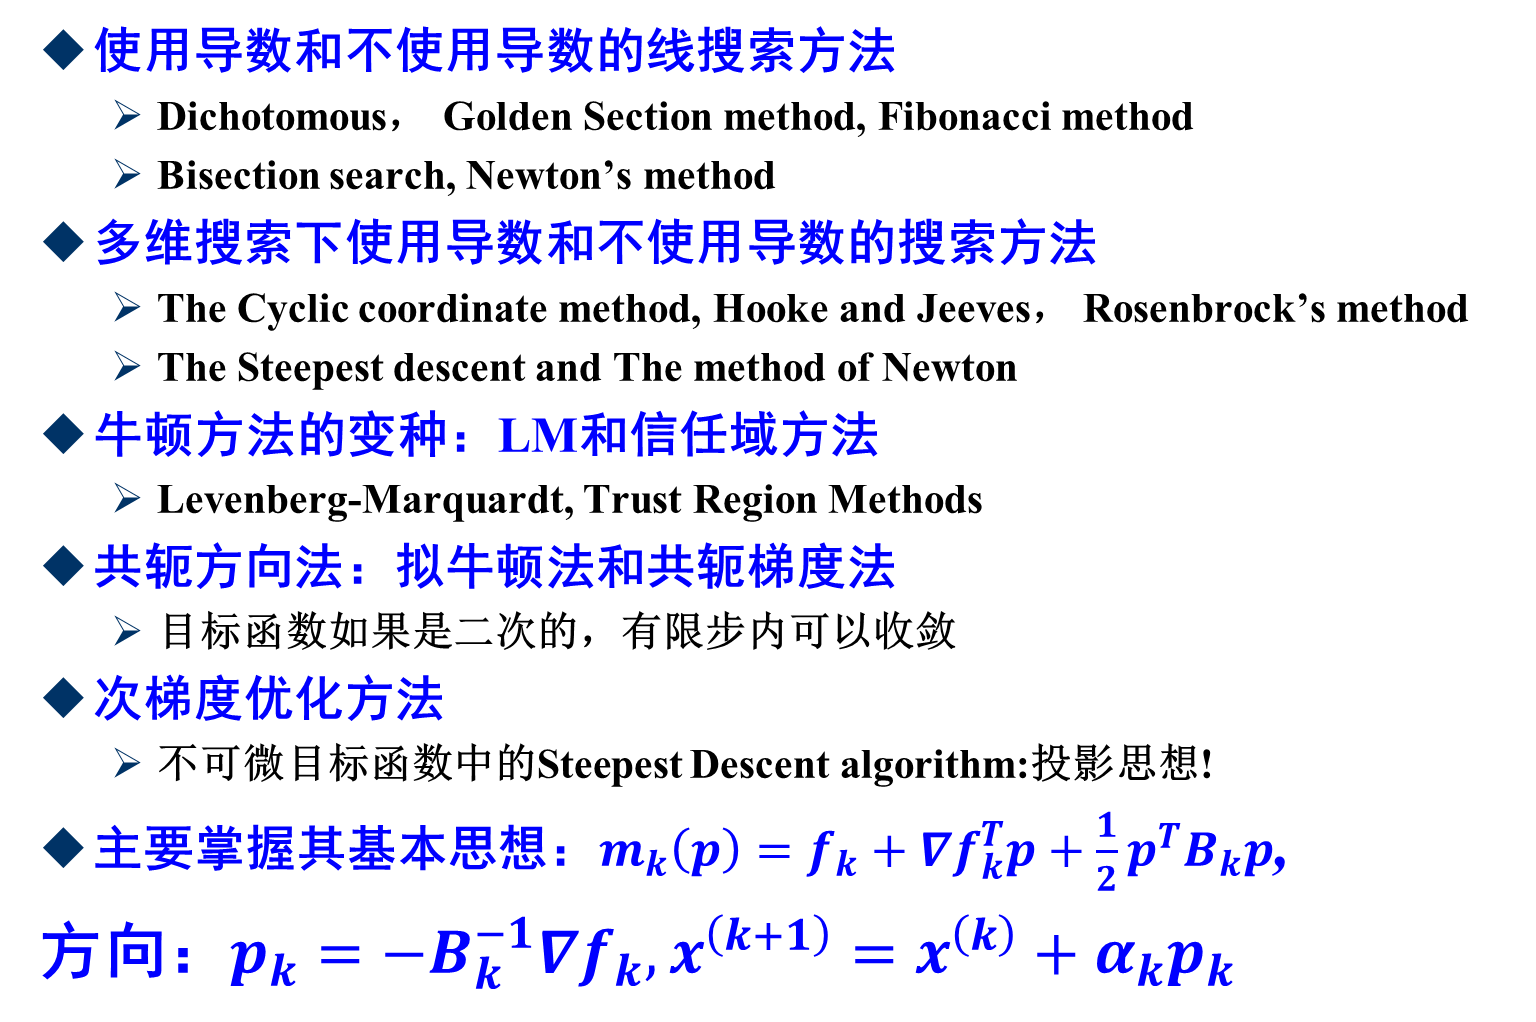 ◆使用导数和不使用导数的线搜索方法
➢ Dichotomous， Golden Section method, Fibonacci method
➢ Bisection search, Newton’s method
◆多维搜索下使用导数和不使用导数的搜索方法
➢ The Cyclic coordinate method, Hooke and Jeeves， Rosenbrock’s method
➢ The Steepest descent and The method of Newton
◆牛顿方法的变种：LM和信任域方法
➢ Levenberg-Marquardt, Trust Region Methods
◆共轭方向法：拟牛顿法和共轭梯度法
➢ 目标函数如果是二次的，有限步内可以收敛
◆次梯度优化方法
➢ 不可微目标函数中的Steepest Descent algorithm:投影思想!
◆主要掌握其基本思想：$m_k(p) = f_k + \nabla f_k^T p + \frac{1}{2} p^T B_k p$,
方向：$p_k = -B_k^{-1} \nabla f_k, x^{(k+1)} = x^{(k)} + \alpha_k p_k$